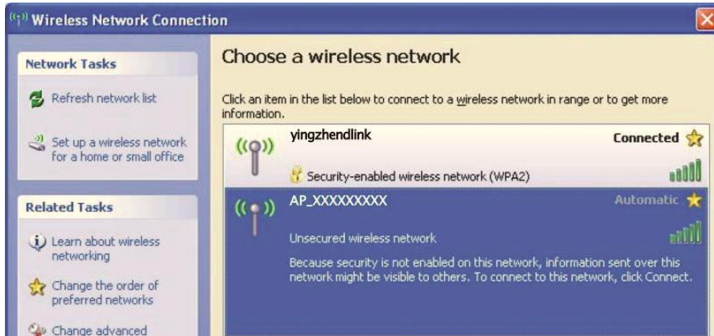 Wireless Network Connection
Network Tasks
Refresh network list
Set up a wireless network
for a home or small office
Related Tasks
Learn about wireless
networking
Change the order of
preferred networks
Change advanced
Choose a wireless network
Click an item in the list below to connect to a wireless network in range or to get more
information.
yingzhendlink
Connected
Security-enabled wireless network (WPA2)
AP_XXXXXXXXX
Automatic
Unsecured wireless network
Because security is not enabled on this network, information sent over this
network might be visible to others. To connect to this network, click Connect.